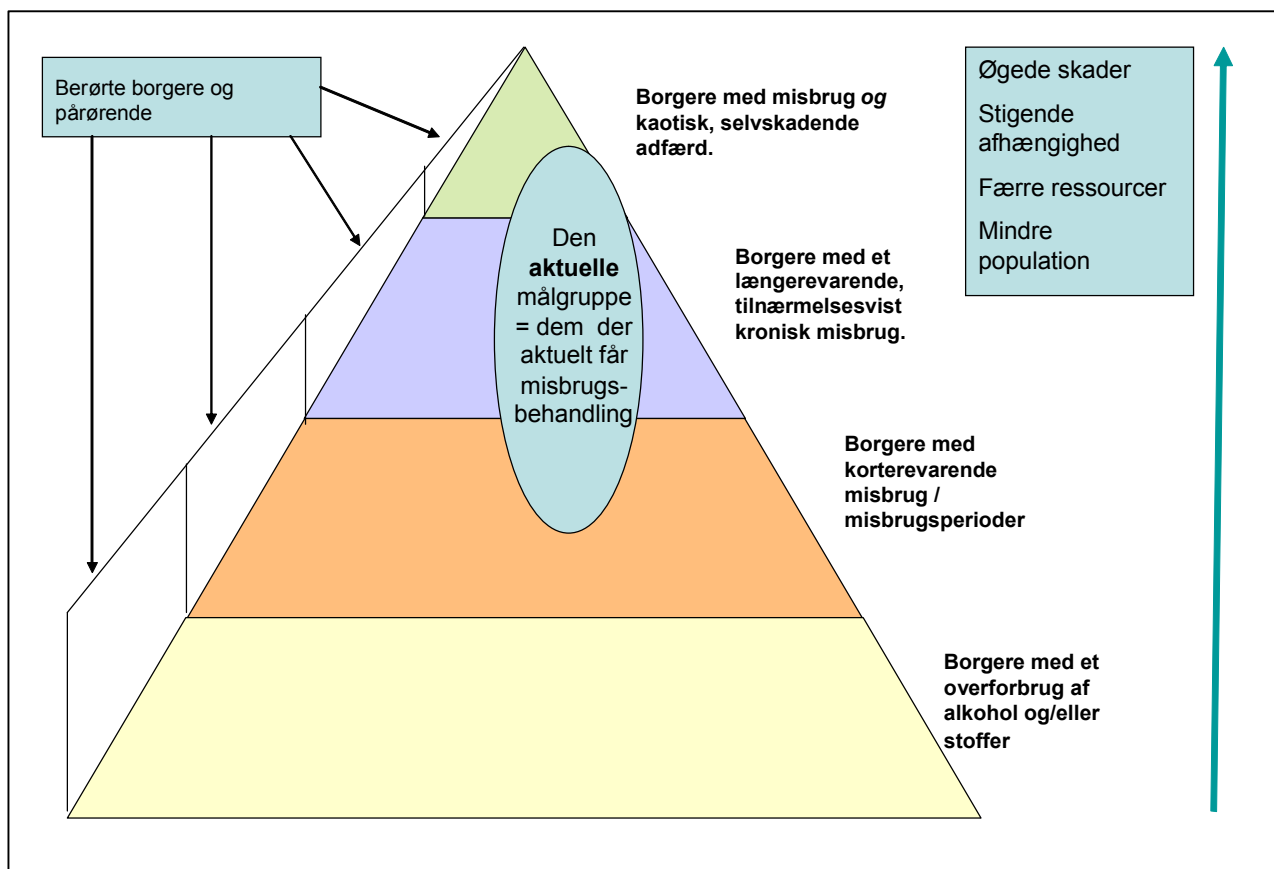 Berørte borgere og
pårørende
Borgere med misbrug og
kaotisk, selvskadende
adfærd.
Øgede skader
Stigende
afhængighed
Færre ressourcer
Mindre
population
Den
aktuelle
målgruppe
= dem der
aktuelt får
misbrugs-
behandling
Borgere med et
længerevarende,
tilnærmelsesvist
kronisk misbrug.
Borgere med
korterevarende
misbrug /
misbrugsperioder
Borgere med et
overforbrug af
alkohol og/eller
stoffer